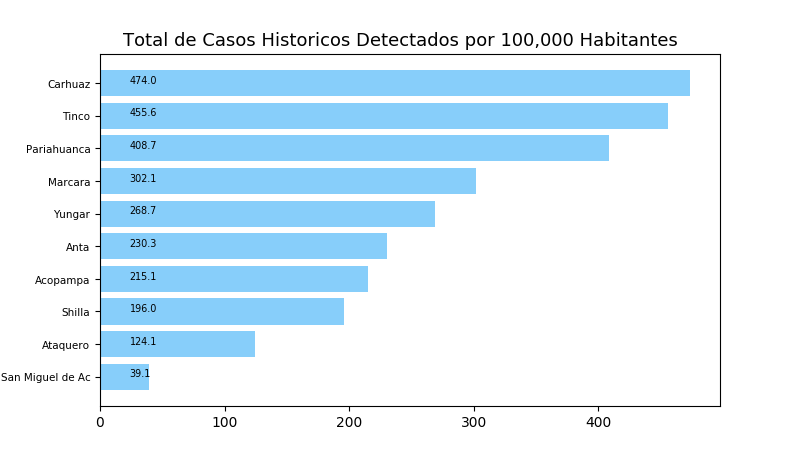 Total de Casos Historicos Detectados por 100,000 Habitantes
Carhuaz 474.0
Tinco 455.6
Pariahuanca 408.7
Marcara 302.1
Yungar 268.7
Anta 230.3
Acopampa 215.1
Shilla 196.0
Ataquero 124.1
San Miguel de Ac 39.1
0 100 200 300 400